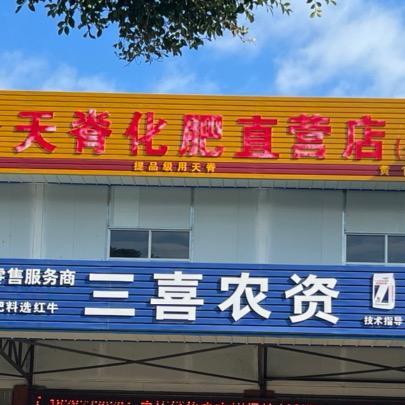 天脊化肥直营店
提品级用天脊
黄
零售服务商
肥料选红牛
三喜农资
技术指导